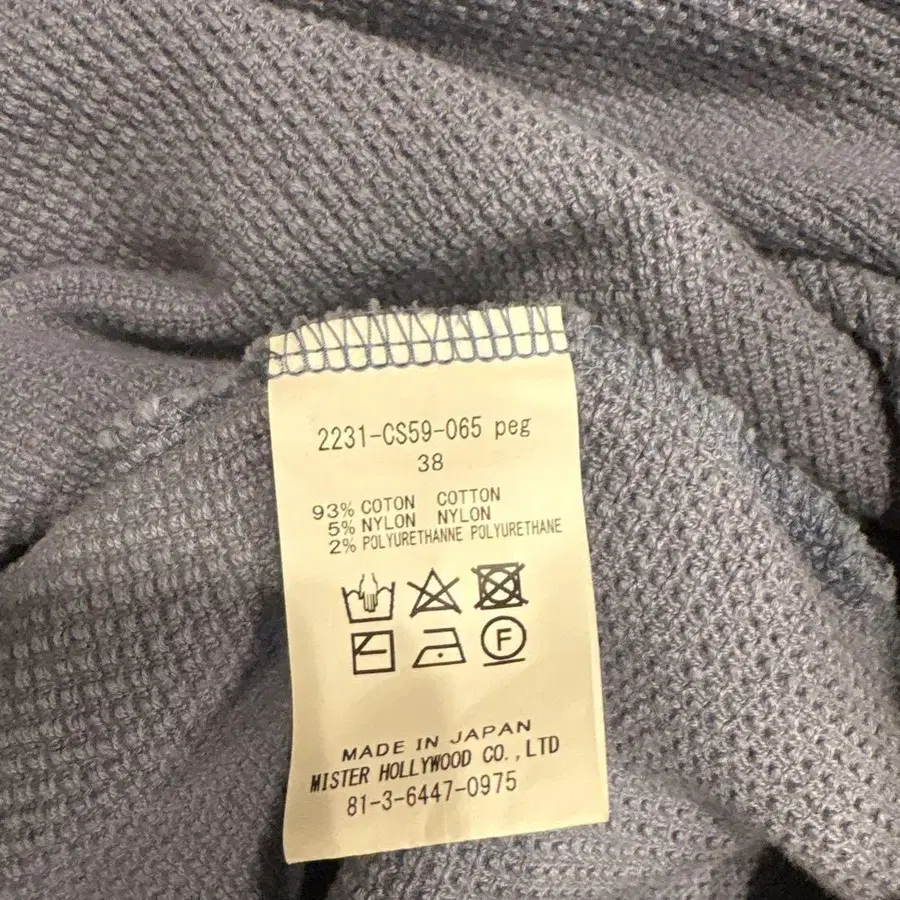 2231-CS59-065 peg
38
93% COTON COTTON
5% NYLON NYLON
2% POLYURETHANNE POLYURETHANE
F
MADE IN JAPAN
MISTER HOLLYWOOD CO.,LTD
81-3-6447-0975